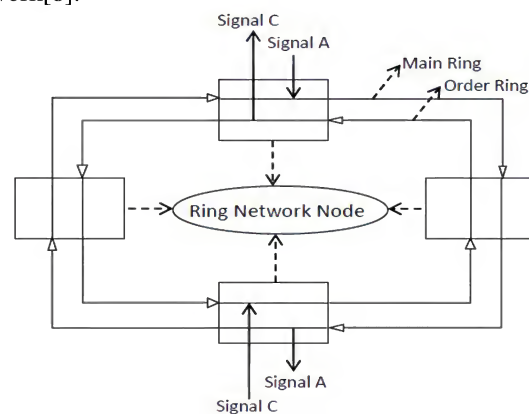 Signal C
Signal A
Main Ring
Order Ring
Ring Network Node
Signal A
Signal C